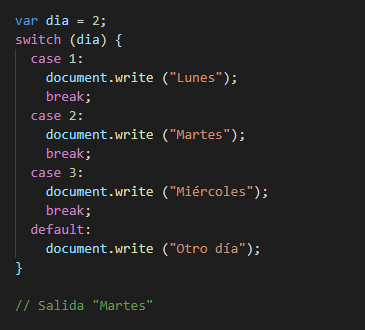 var dia = 2;
switch (dia) {
  case 1:
    document.write ("Lunes");
    break;
  case 2:
    document.write ("Martes");
    break;
  case 3:
    document.write ("Miércoles");
    break;
  default:
    document.write ("Otro día");
}

// Salida "Martes"